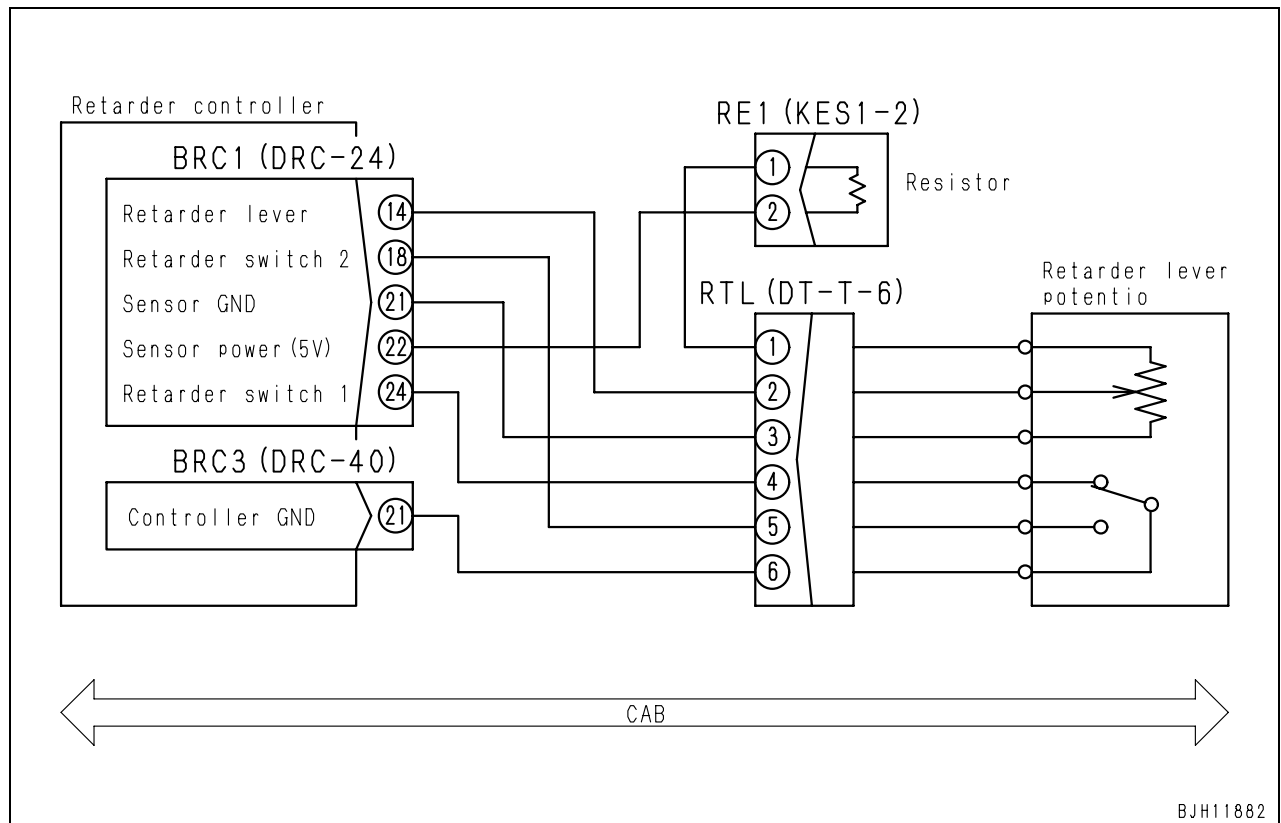 Retarder controller
BRC1 (DRC-24)
Retarder lever
14
Retarder switch 2
18
Sensor GND
21
Sensor power (5V)
22
Retarder switch 1
24
BRC3 (DRC-40)
Controller GND
21
RE1 (KES1-2)
1
2
Resistor
RTL (DT-T-6)
1
2
3
4
5
6
Retarder lever
potentio
CAB
BJH11882